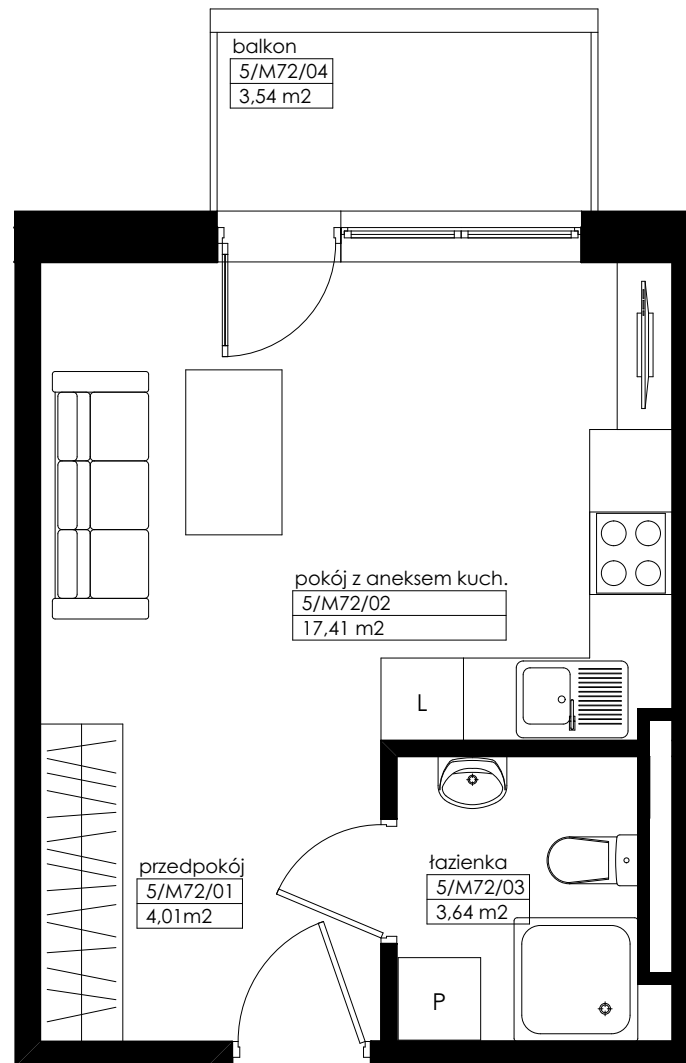 balkon
5/M72/04
3,54 m2
pokój z aneksem kuch.
5/M72/02
17,41 m2
L
przedpokój
5/M72/01
4,01m2
łazienka
5/M72/03
3,64 m2
P